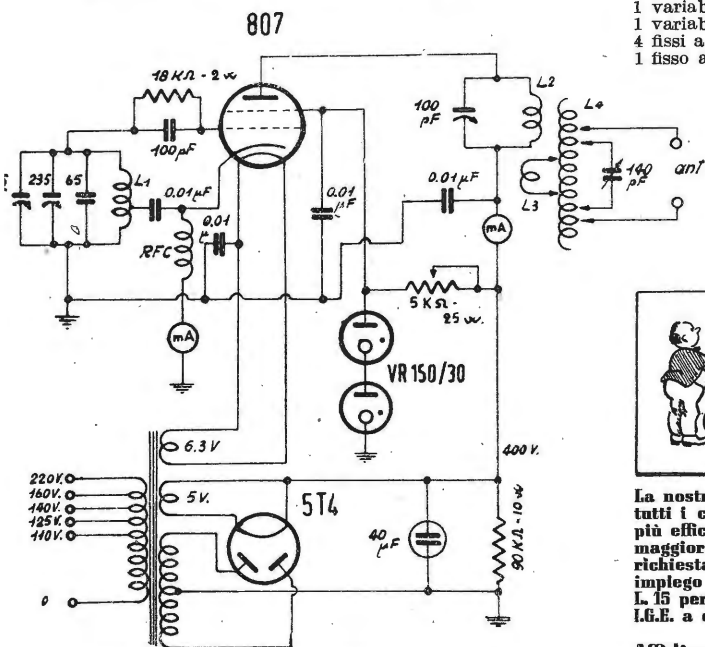 807
1 variab
1 variab
4 fissi a
1 fisso a
18 KΩ - 2 w
100 pF
235
65
L1
0.01 µF
0.01
µ
RFC
mA
0.01
µF
100
pF
L2
L4
0.01 µF
L3
140
pF
ant
mA
5 KΩ -
25 w.
VR 150/30
6.3 V
400 V.
220V.
160V.
140V.
125V.
110V.
0
5 V.
5T4
40
µF
90 KΩ - 10 w
La nostr
tutti i c
più effic
maggior
richiesta
impiego
L. 15 per
I.G.E. a c